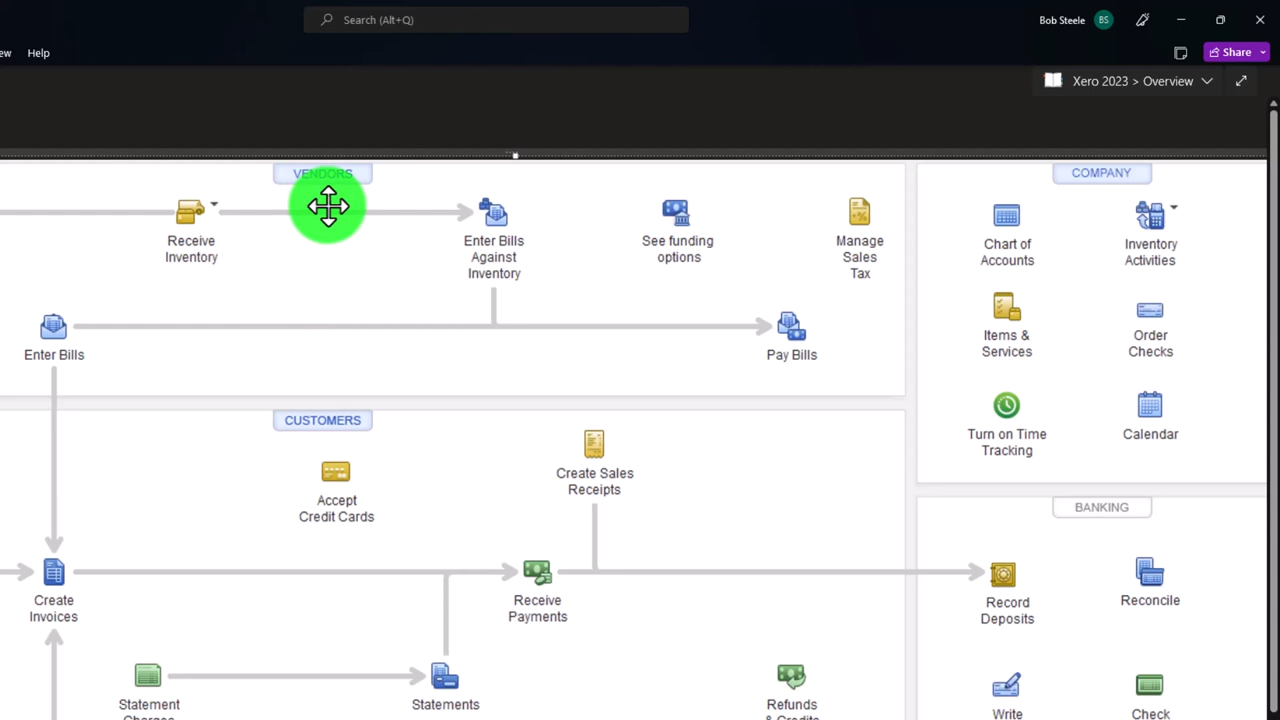 Search (Alt+Q)
Bob Steele
BS
Help
Share
Xero 2023 > Overview
VENDORS
COMPANY
Receive
Inventory
Enter Bills
Against
Inventory
See funding
options
Manage
Sales
Tax
Chart of
Accounts
Inventory
Activities
Enter Bills
Pay Bills
Items &
Services
Order
Checks
Turn on Time
Tracking
Calendar
CUSTOMERS
Accept
Credit Cards
Create Sales
Receipts
BANKING
Create
Invoices
Receive
Payments
Record
Deposits
Reconcile
Statement
Charges
Statements
Refunds
& Credits
Write
Check